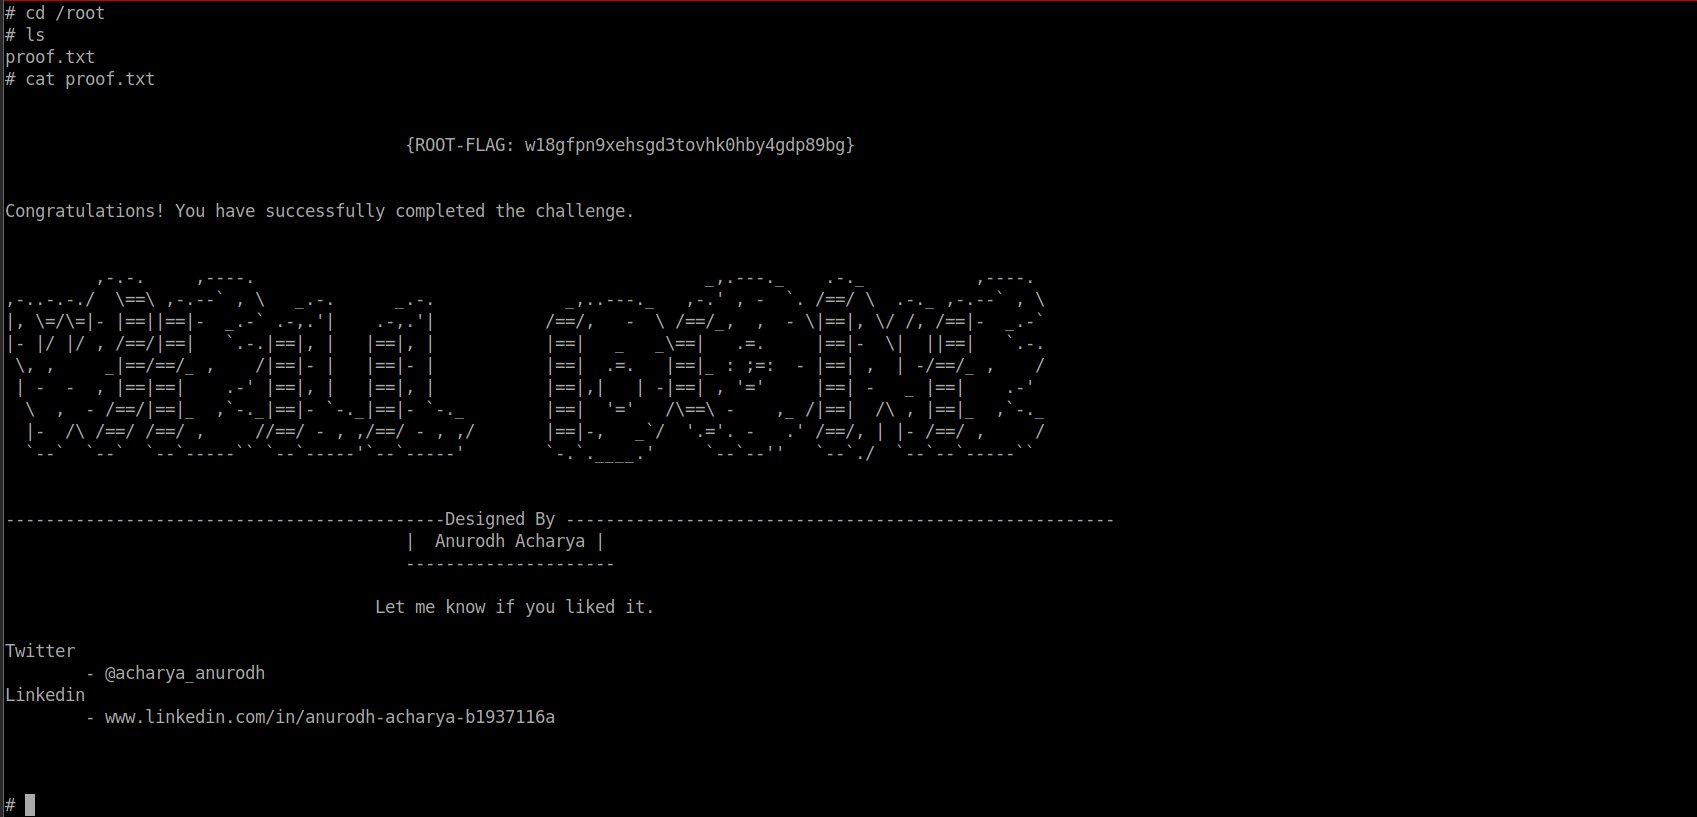 # cd /root
# ls
proof.txt
# cat proof.txt
{ROOT-FLAG: w18gfpn9xehsgd3tovhk0hby4gdp89bg}
Congratulations! You have successfully completed the challenge.
WELL DONE
-------------------------------------------- Designed By -------------------------------------------------------
| Anurodh Acharya |
---------------------
Let me know if you liked it.
Twitter
- @acharya_anurodh
Linkedin
- www.linkedin.com/in/anurodh-acharya-b1937116a
#